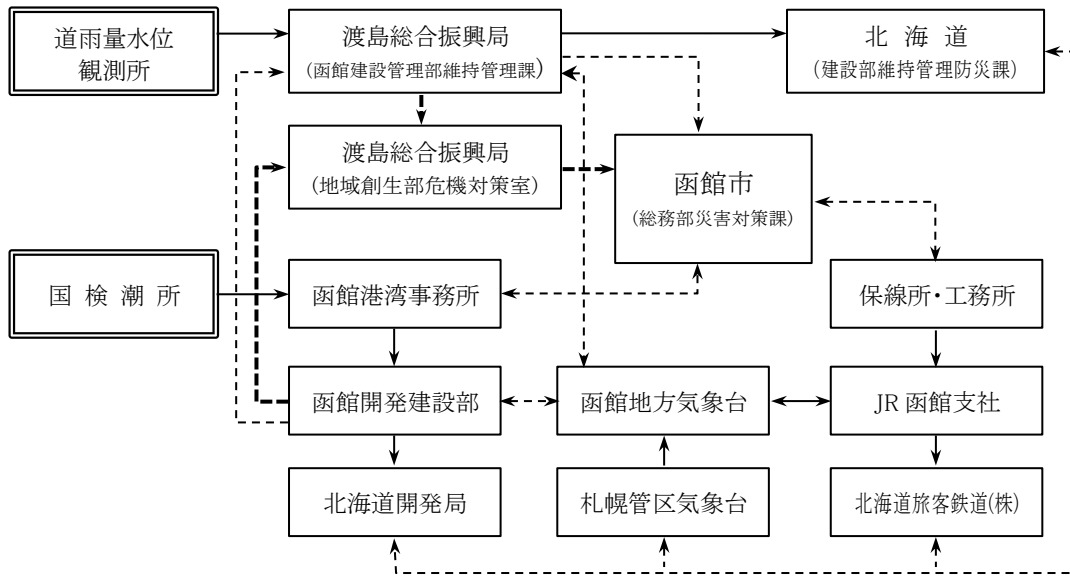 道雨量水位
観測所
渡島総合振興局
(函館建設管理部維持管理課)
北海道
(建設部維持管理防災課)
渡島総合振興局
(地域創生部危機対策室)
函館市
(総務部災害対策課)
国検潮所
函館港湾事務所
保線所・工務所
函館開発建設部
函館地方気象台
JR函館支社
北海道開発局
札幌管区気象台
北海道旅客鉄道(株)